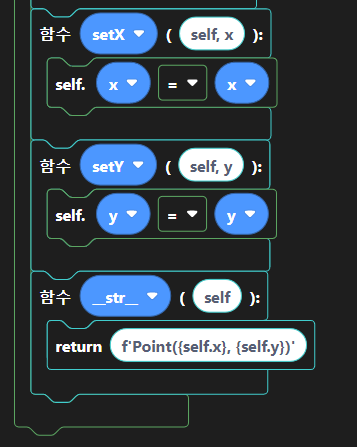 함수 setX ( self, x ):
self. x = x
함수 setY ( self, y ):
self. y = y
함수 __str__ ( self ):
return f'Point({self.x}, {self.y})'